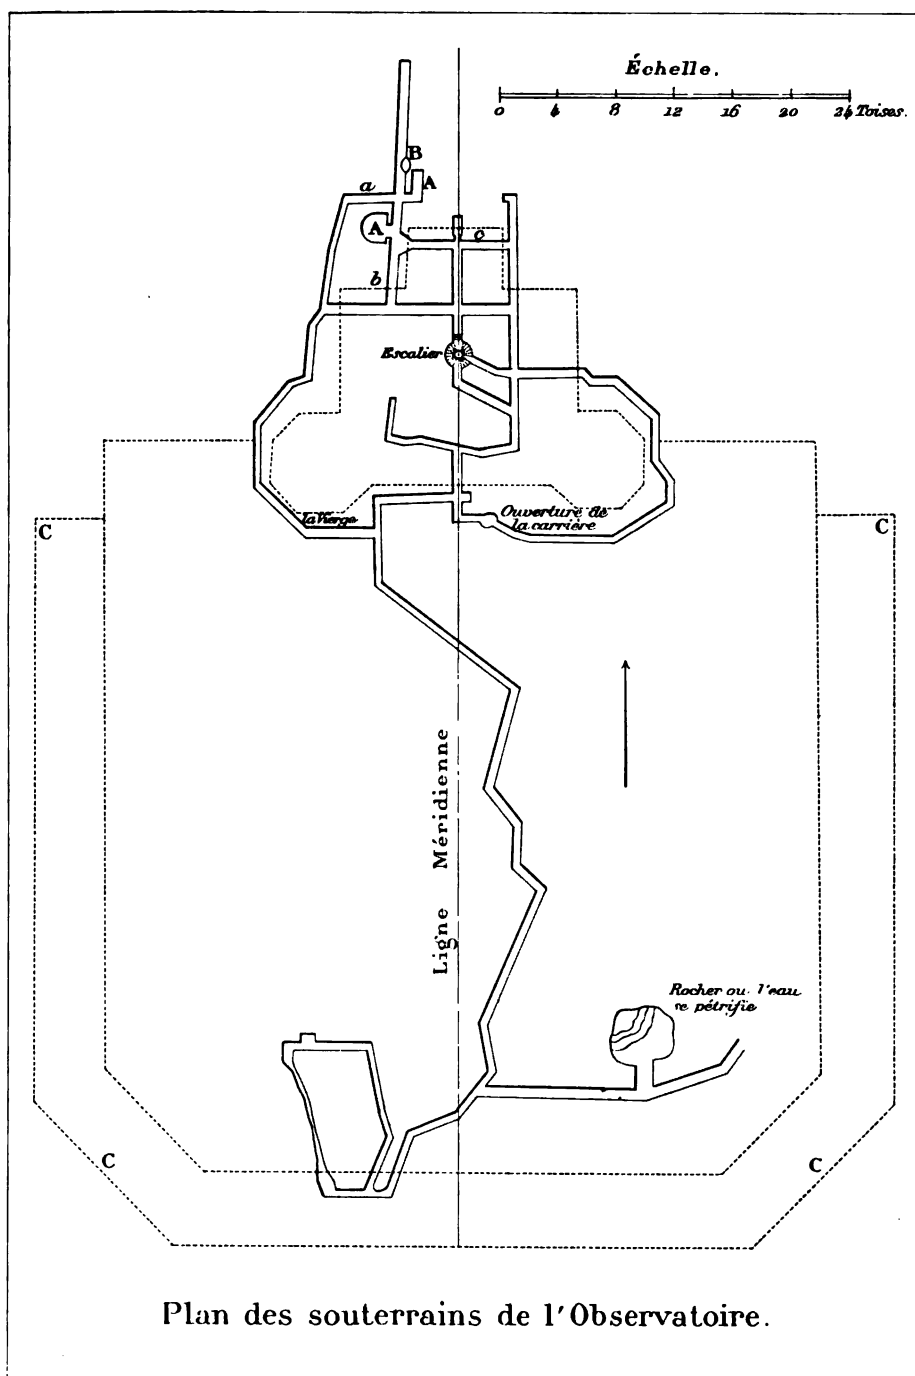 Échelle.
0 4 8 12 16 20 24 Toises.
B
a
A
A
c
b
Escalier
la Vierge
Ouverture de
la carrière
C
C
Ligne Méridienne
Rocher ou l'eau
se pétrifie
C
C
Plan des souterrains de l'Observatoire.